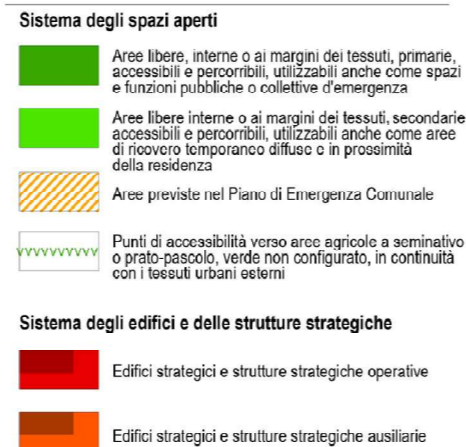 Sistema degli spazi aperti
Aree libere, interne o ai margini dei tessuti, primarie,
accessibili e percorribili, utilizzabili anche come spazi
e funzioni pubbliche o collettive d'emergenza
Aree libere interne o ai margini dei tessuti, secondarie
accessibili e percorribili, utilizzabili anche come aree
di ricovero temporaneo diffuse e in prossimità
della residenza
Aree previste nel Piano di Emergenza Comunale
Punti di accessibilità verso aree agricole a seminativo
o prato-pascolo, verde non configurato, in continuità
con i tessuti urbani esterni
Sistema degli edifici e delle strutture strategiche
Edifici strategici e strutture strategiche operative
Edifici strategici e strutture strategiche ausiliarie